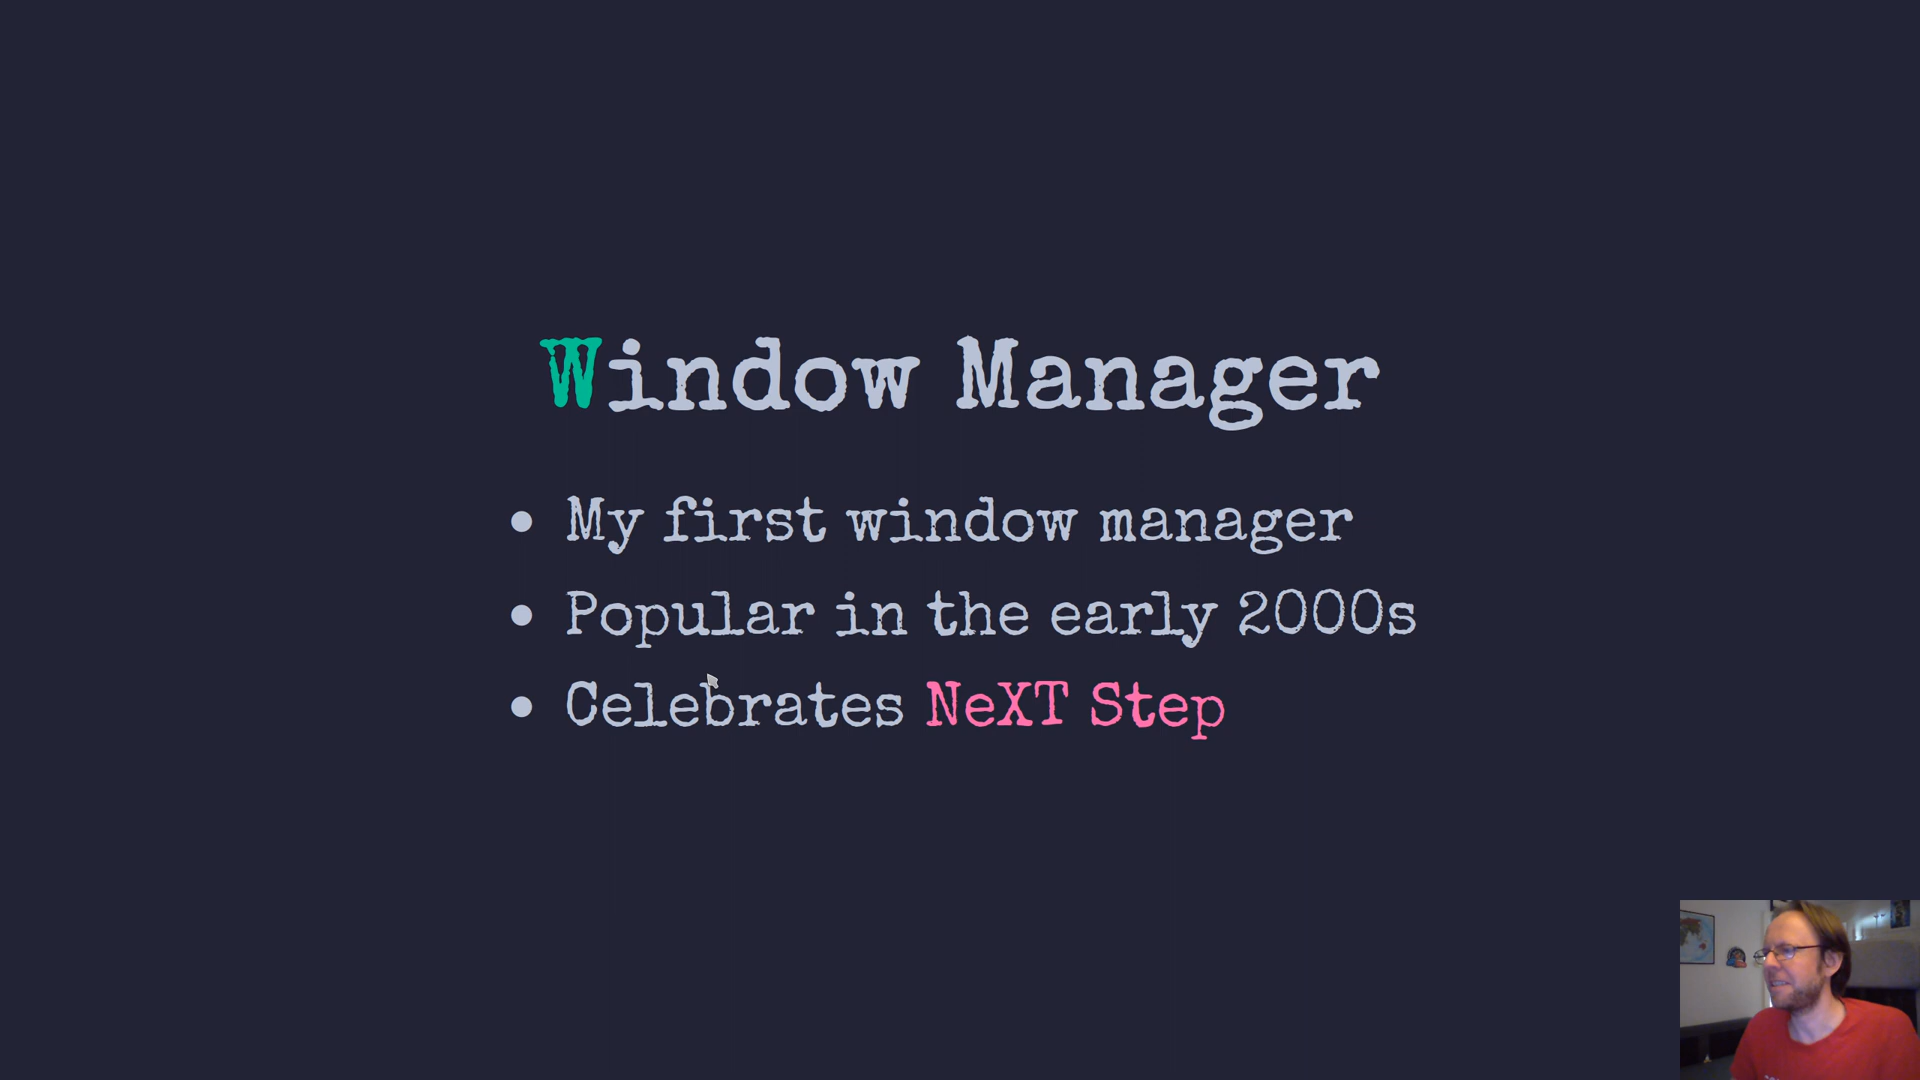 Window Manager
My first window manager
Popular in the early 2000s
Celebrates NeXT Step